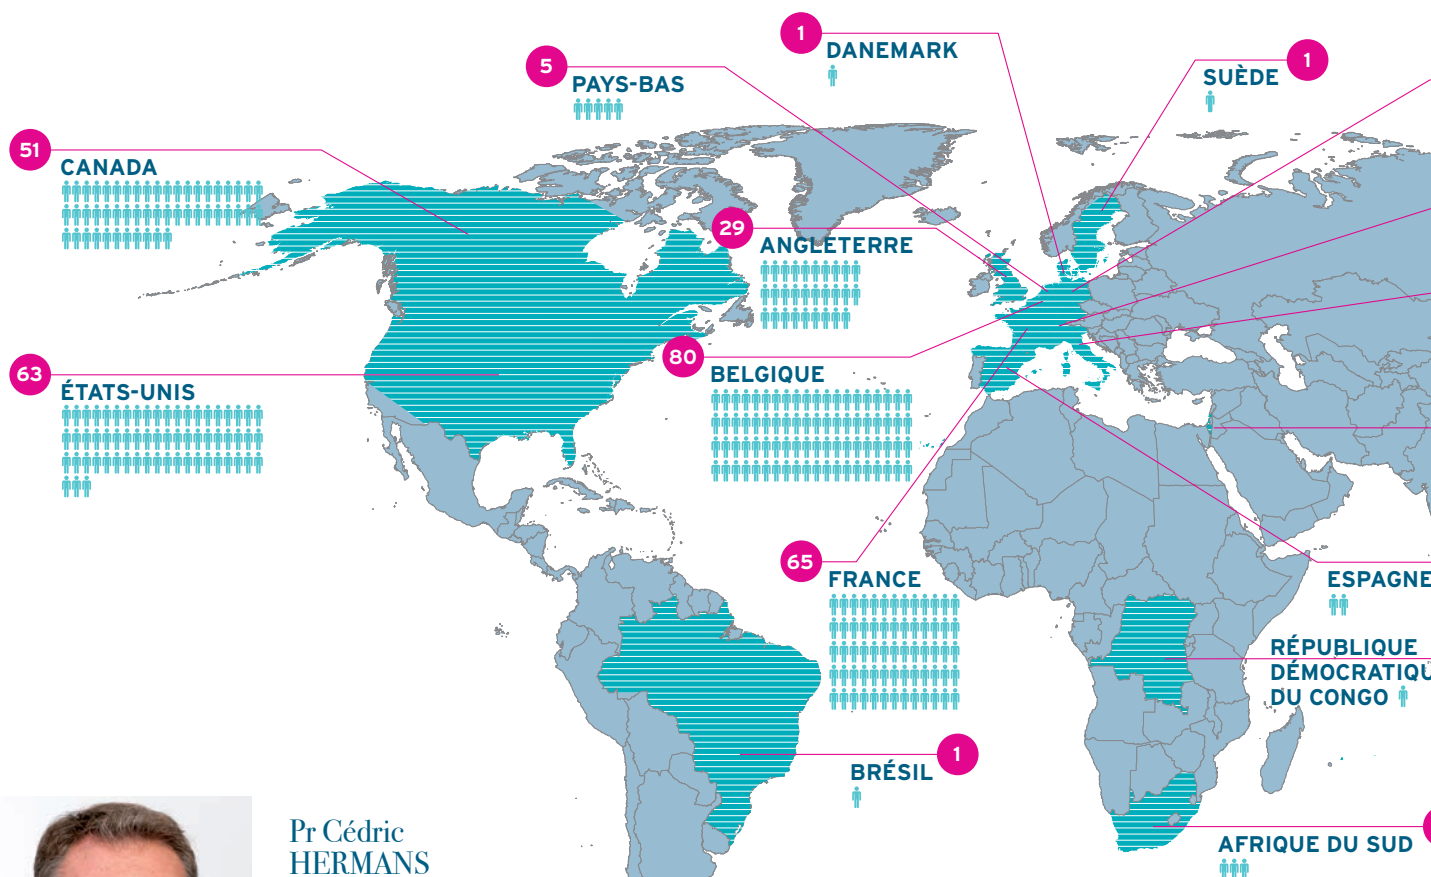 1
DANEMARK
5
PAYS-BAS
1
SUÈDE
51
CANADA
29
ANGLETERRE
80
BELGIQUE
63
ÉTATS-UNIS
65
FRANCE
ESPAGNE
RÉPUBLIQUE
DÉMOCRATIQU
DU CONGO
1
BRÉSIL
AFRIQUE DU SUD
Pr Cédric
HERMANS